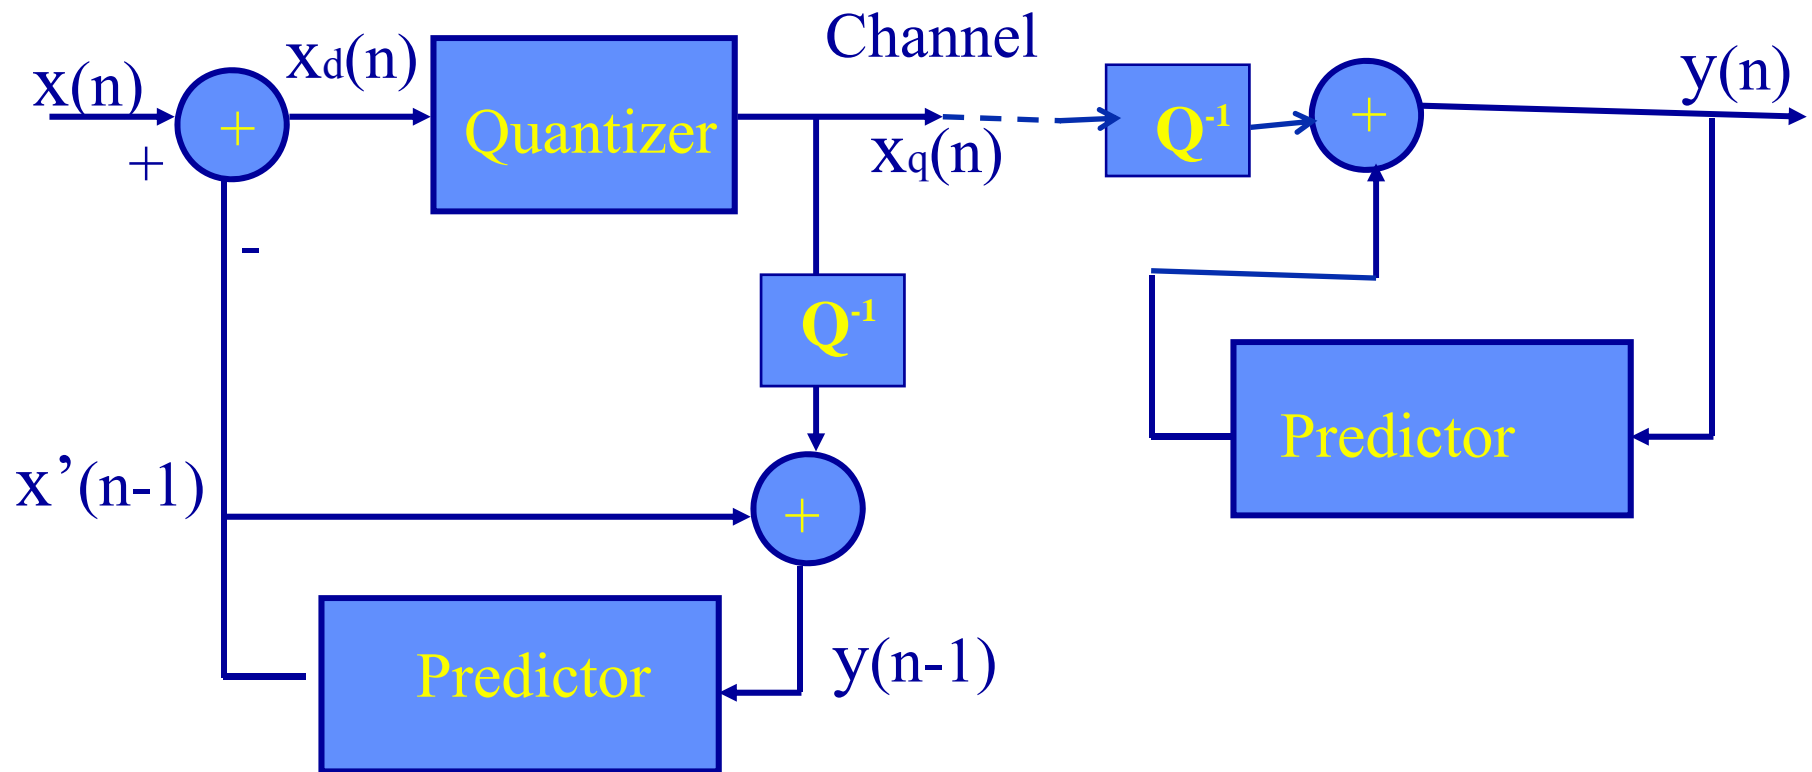 x(n)
+
+
-
xd(n)
Quantizer
Channel
xq(n)
Q-1
+
y(n)
Q-1
Predictor
x’(n-1)
+
Predictor
y(n-1)